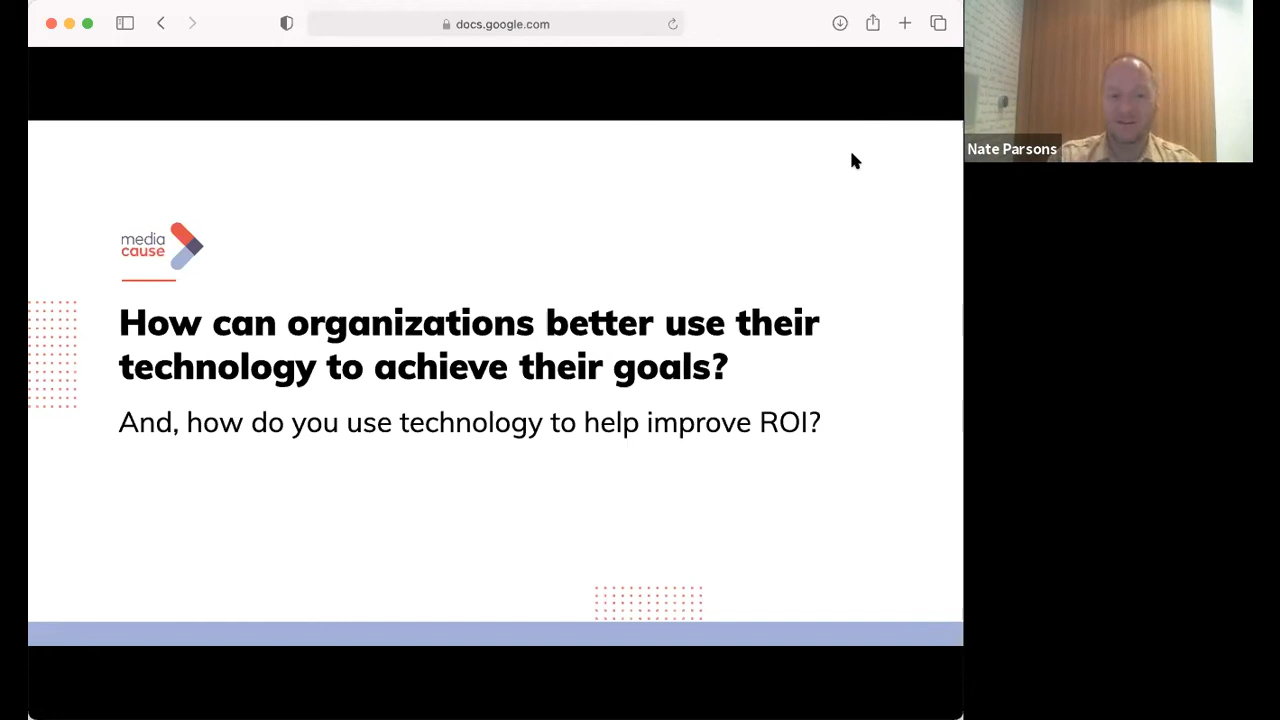 docs.google.com
Nate Parsons
media
cause
How can organizations better use their
technology to achieve their goals?
And, how do you use technology to help improve ROI?